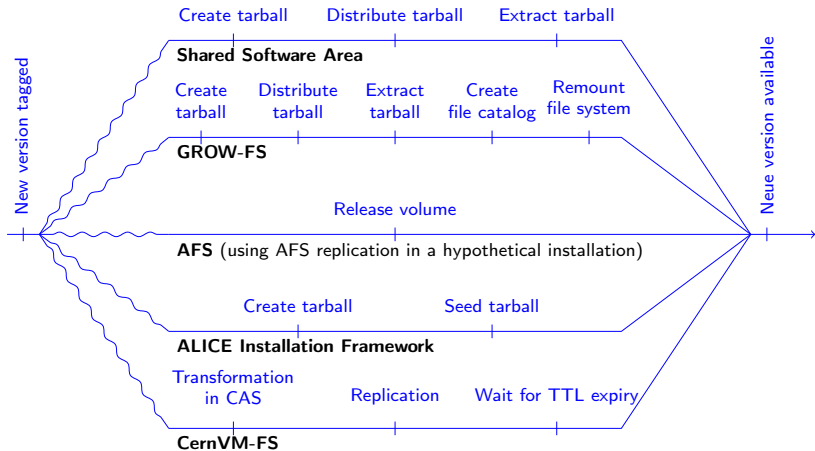 Create tarball Distribute tarball Extract tarball
Shared Software Area
Create Distribute Extract Create Remount
tarball tarball tarball file catalog file system
GROW-FS
New version tagged
Neue version available
Release volume
AFS (using AFS replication in a hypothetical installation)
Create tarball Seed tarball
ALICE Installation Framework
Transformation
in CAS Replication Wait for TTL expiry
CernVM-FS